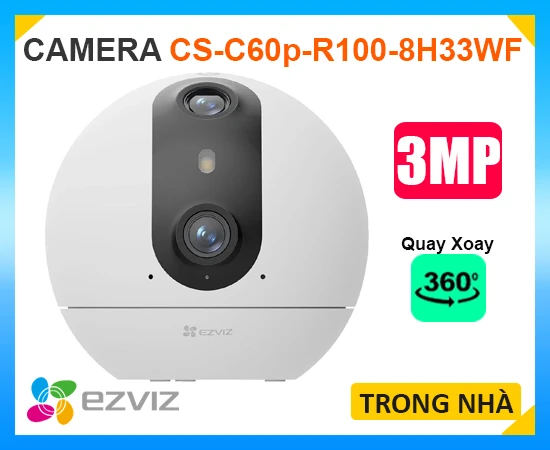 CAMERA CS-C60p-R100-8H33WF
3MP
Quay Xoay
360°
EZVIZ
ezviz
TRONG NHÀ